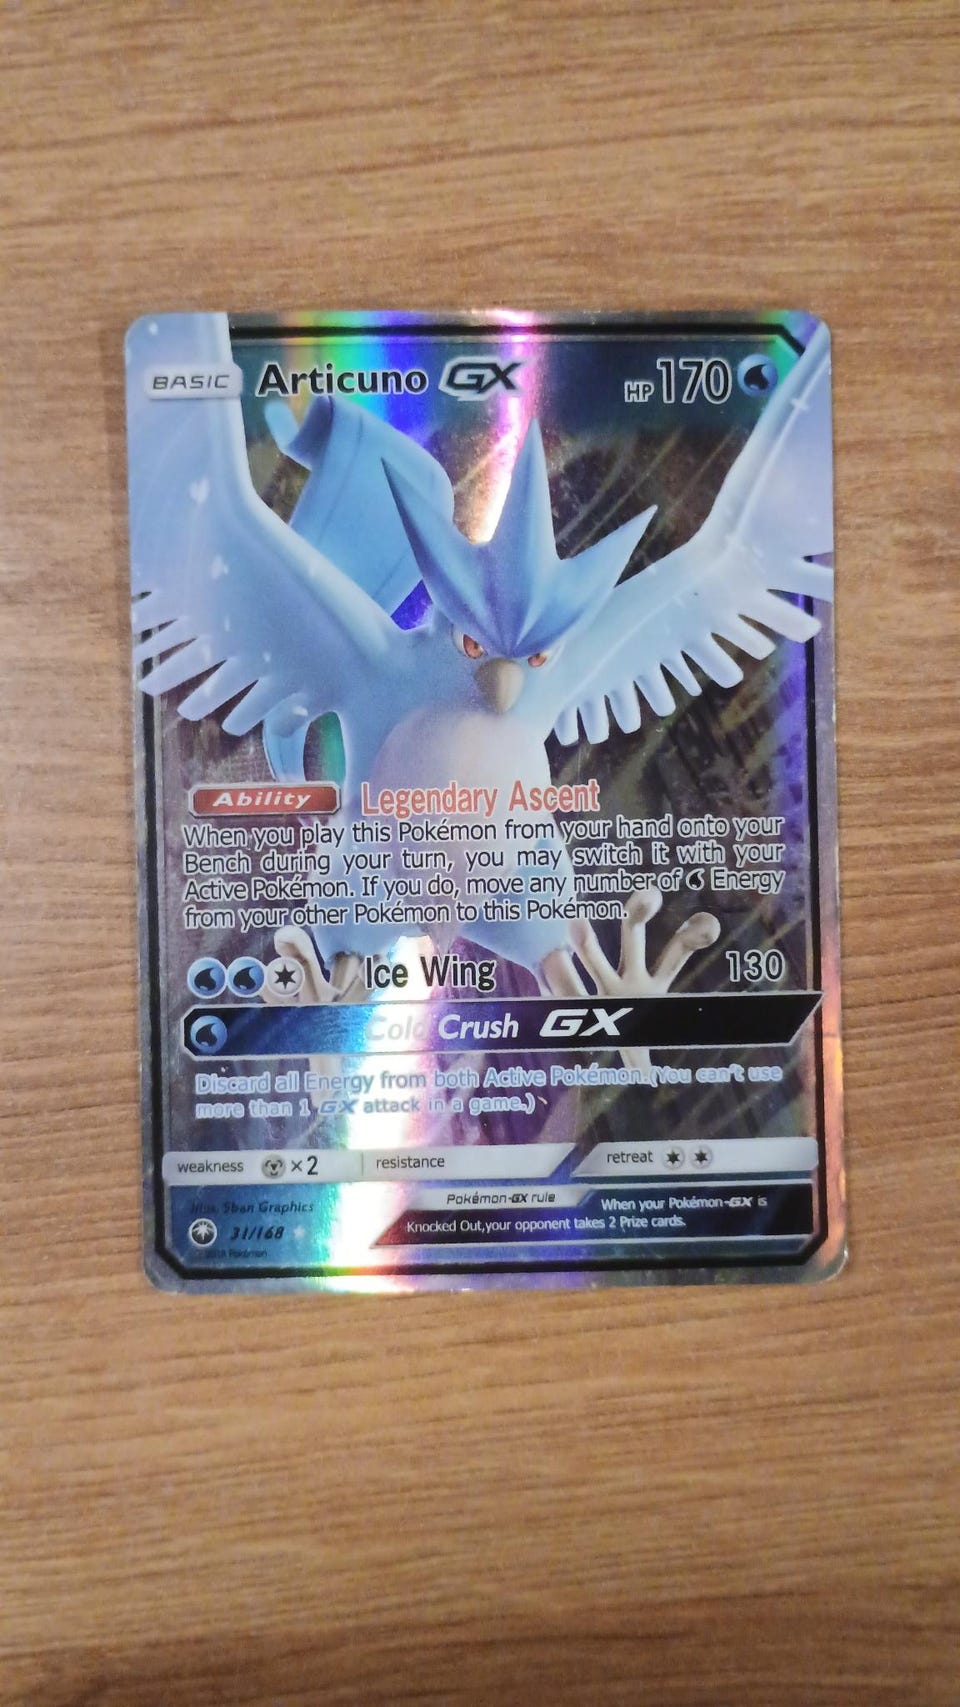 BASIC Articuno GX HP 170
Ability Legendary Ascent
When you play this Pokémon from your hand onto your
Bench during your turn, you may switch it with your
Active Pokémon. If you do, move any number of Energy
from your other Pokémon to this Pokémon.
Ice Wing 130
Cold Crush GX
Discard all Energy from both Active Pokémon.(You can't use
more than 1 GX attack in a game.)
weakness ×2 resistance retreat
Illus. 5ban Graphics
Pokémon-GX rule
When your Pokémon-GX is
Knocked Out,your opponent takes 2 Prize cards.
31/168
2018 Pokémon